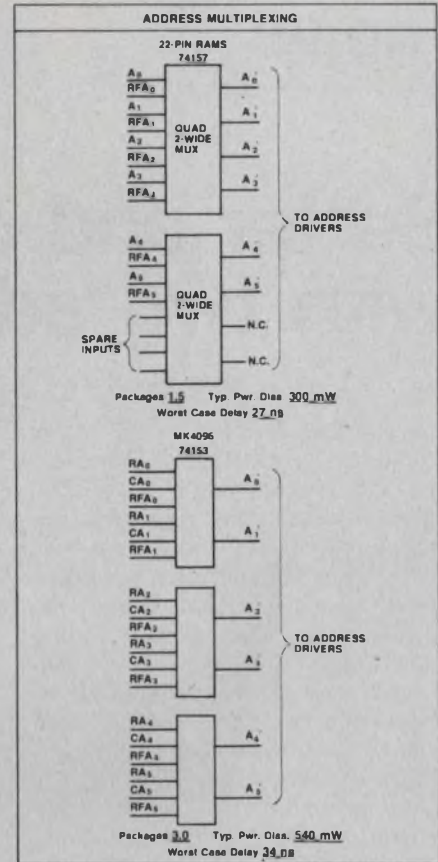 ADDRESS MULTIPLEXING
22-PIN RAMS
74157
A0
RFA0
A1
RFA1
A2
RFA2
A3
RFA3
QUAD
2-WIDE
MUX
A0'
A1'
A2'
A3'
A4
RFA4
A5
RFA5
SPARE
INPUTS
QUAD
2-WIDE
MUX
A4'
A5'
N.C.
N.C.
TO ADDRESS
DRIVERS
Packages 1.5 Typ. Pwr. Diss. 300 mW
Worst Case Delay 27 ns
MK4096
74153
RA0
CA0
RFA0
RA1
CA1
RFA1
A0'
A1'
RA2
CA2
RFA2
RA3
CA3
RFA3
A2'
A3'
RA4
CA4
RFA4
RA5
CA5
RFA5
A4'
A5'
TO ADDRESS
DRIVERS
Packages 3.0 Typ. Pwr. Diss. 540 mW
Worst Case Delay 34 ns